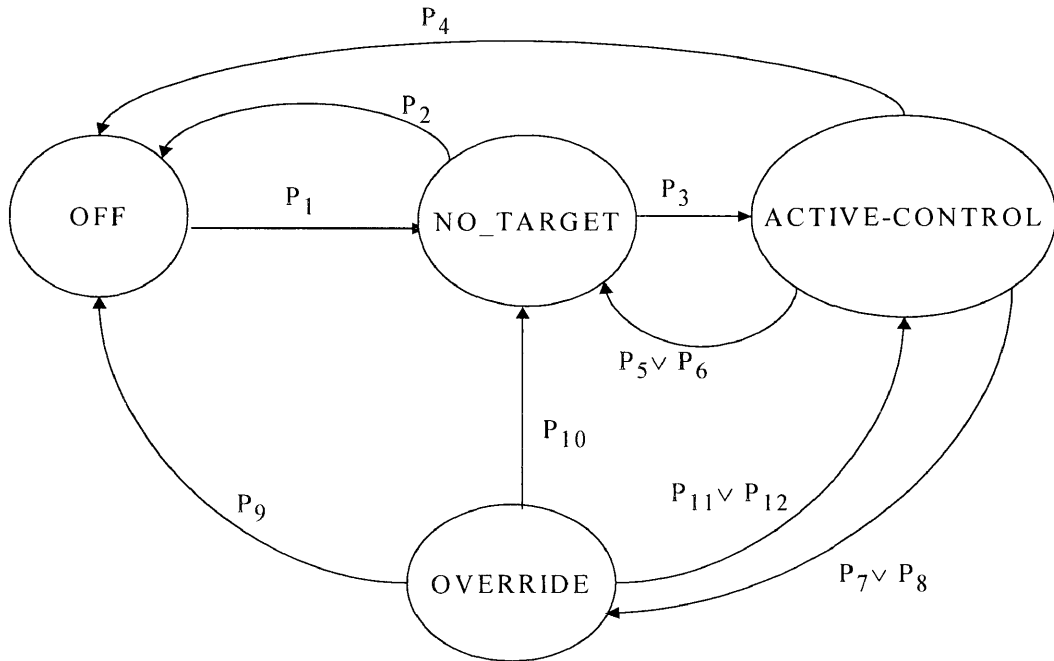 P4
P2
OFF
P1
NO_TARGET
P3
ACTIVE-CONTROL
P5 ∨ P6
P10
P11 ∨ P12
P9
P7 ∨ P8
OVERRIDE